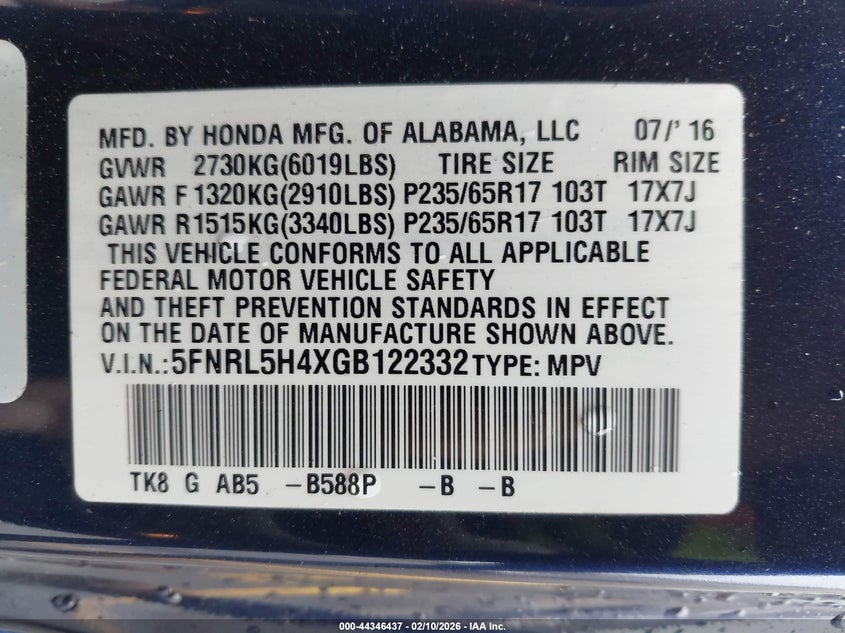 MFD. BY HONDA MFG. OF ALABAMA, LLC 07/' 16
GVWR 2730KG(6019LBS) TIRE SIZE RIM SIZE
GAWR F 1320KG(2910LBS) P235/65R17 103T 17X7J
GAWR R1515KG(3340LBS) P235/65R17 103T 17X7J
THIS VEHICLE CONFORMS TO ALL APPLICABLE
FEDERAL MOTOR VEHICLE SAFETY
AND THEFT PREVENTION STANDARDS IN EFFECT
ON THE DATE OF MANUFACTURE SHOWN ABOVE.
V.I.N.:5FNRL5H4XGB122332 TYPE: MPV
TK8 G AB5 -B588P -B -B
000-44346437 - 02/10/2026 - IAA Inc.